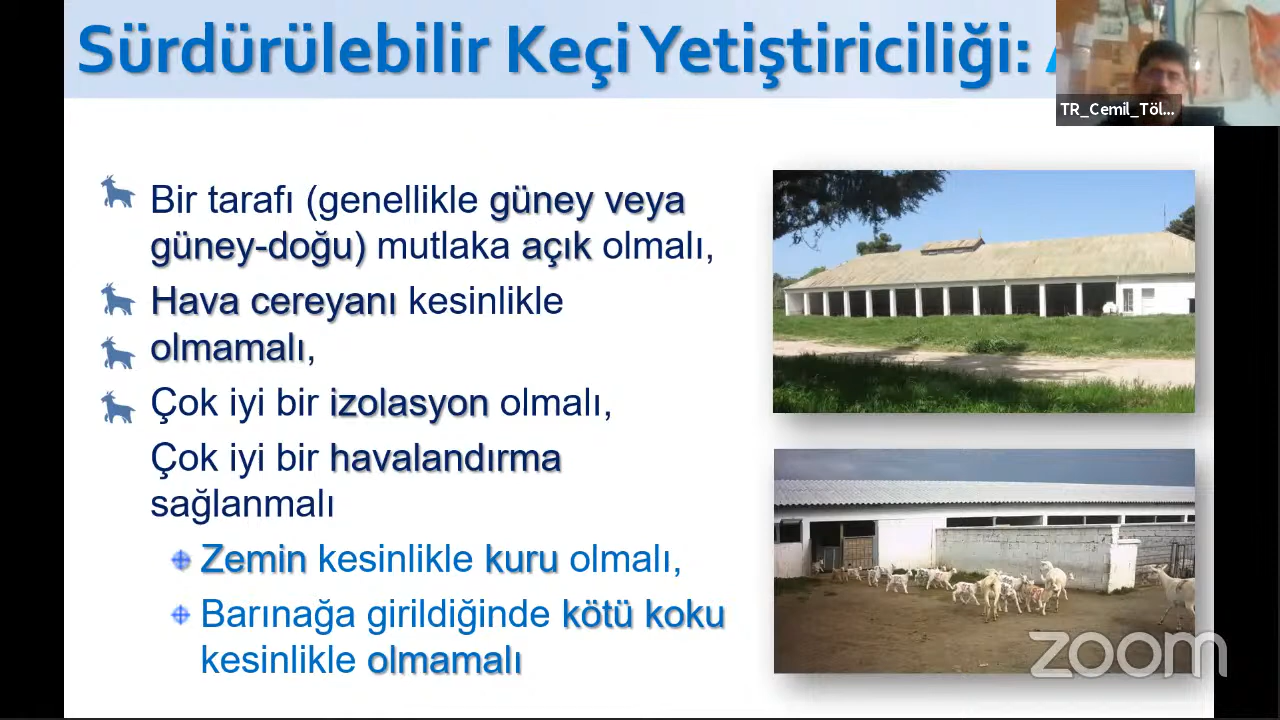 Sürdürülebilir Keçi Yetiştiriciliği:
TR_Cemil_Töl...
Bir tarafı (genellikle güney veya
güney-doğu) mutlaka açık olmalı,
Hava cereyanı kesinlikle
olmamalı,
Çok iyi bir izolasyon olmalı,
Çok iyi bir havalandırma
sağlanmalı
Zemin kesinlikle kuru olmalı,
Barınağa girildiğinde kötü koku
kesinlikle olmamalı
zoom